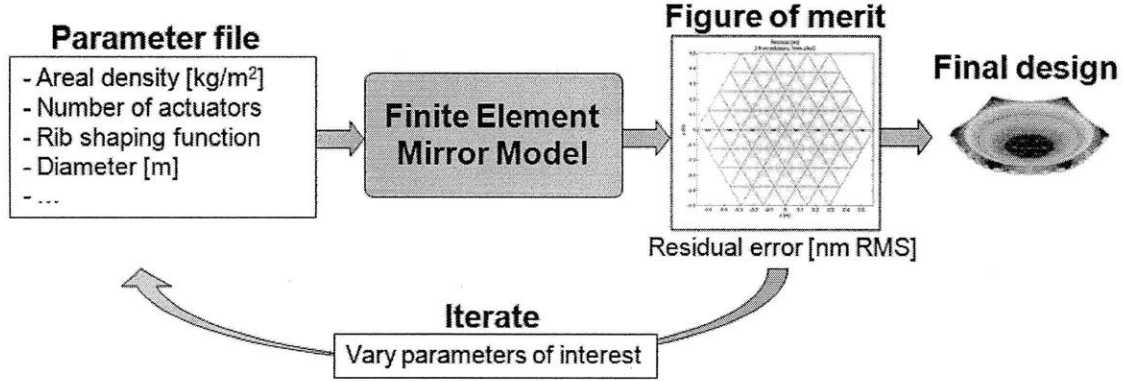 Parameter file
- Areal density [kg/m²]
- Number of actuators
- Rib shaping function
- Diameter [m]
- ...
Finite Element
Mirror Model
Figure of merit
Residual error [nm RMS]
Final design
Iterate
Vary parameters of interest